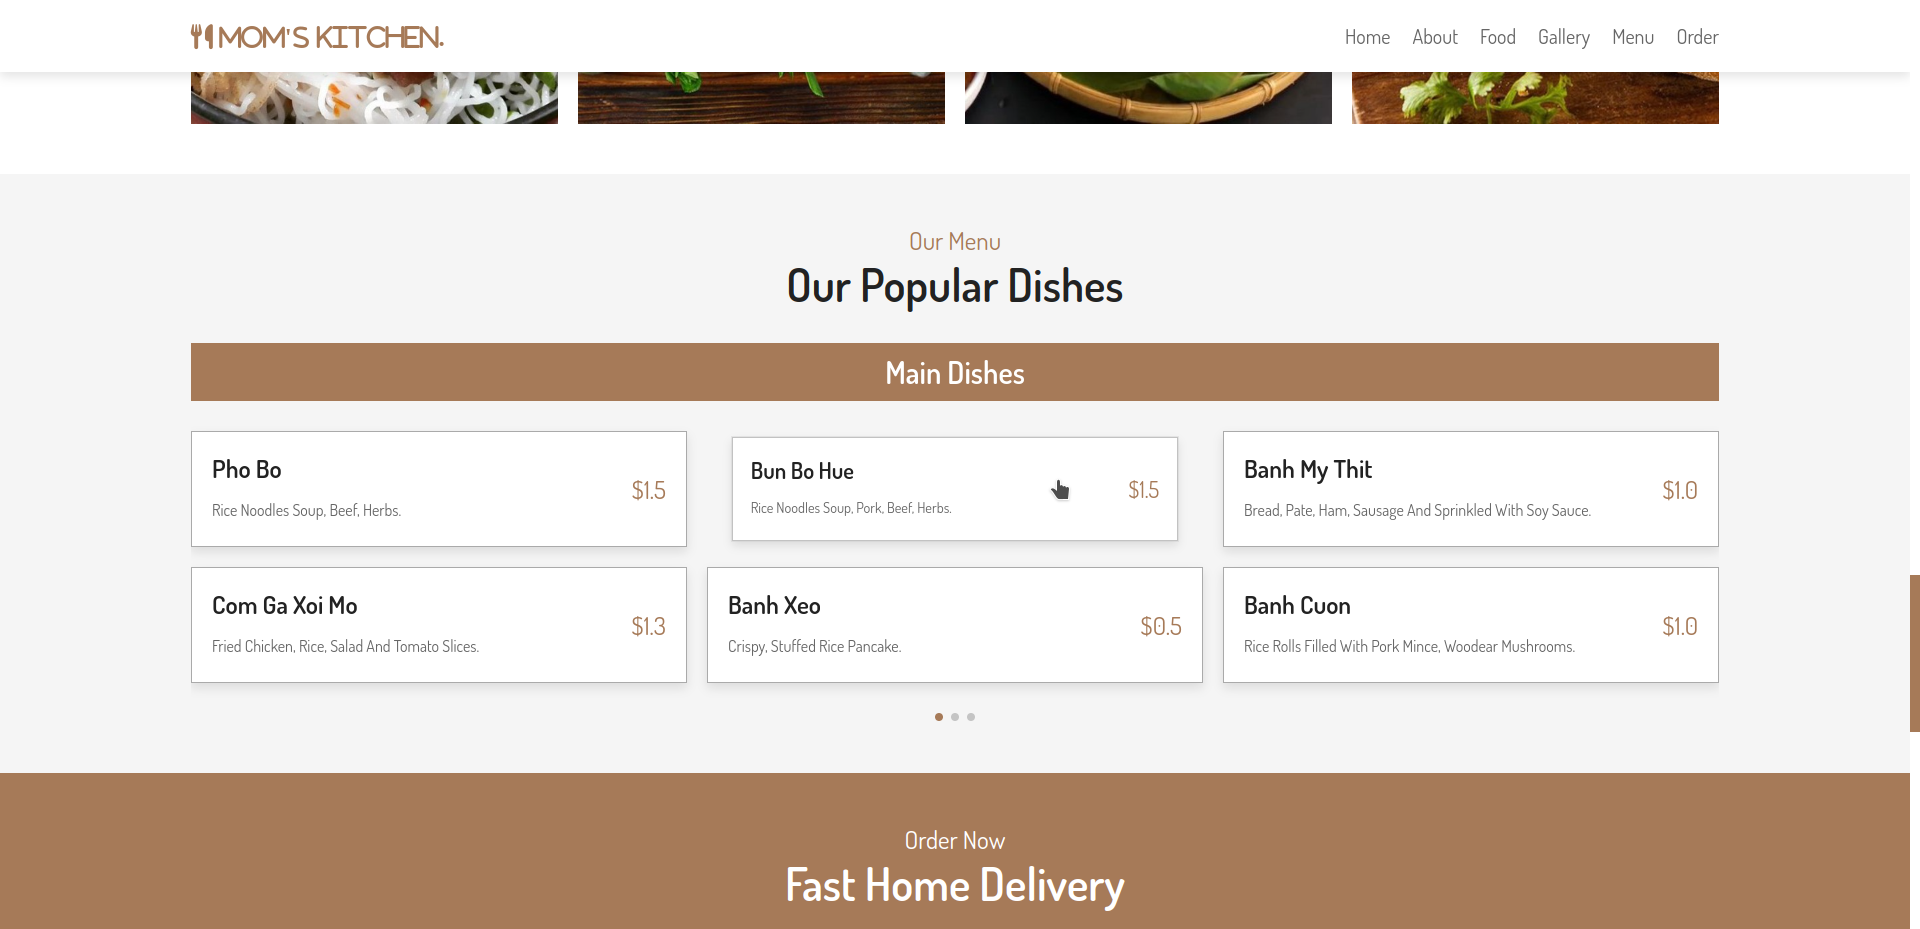 MOM'S KITCHEN.
Home About Food Gallery Menu Order
Our Menu
Our Popular Dishes
Main Dishes
Pho Bo
Rice Noodles Soup, Beef, Herbs.
$1.5
Bun Bo Hue
Rice Noodles Soup, Pork, Beef, Herbs.
$1.5
Banh My Thit
Bread, Pate, Ham, Sausage And Sprinkled With Soy Sauce.
$1.0
Com Ga Xoi Mo
Fried Chicken, Rice, Salad And Tomato Slices.
$1.3
Banh Xeo
Crispy, Stuffed Rice Pancake.
$0.5
Banh Cuon
Rice Rolls Filled With Pork Mince, Woodear Mushrooms.
$1.0
Order Now
Fast Home Delivery